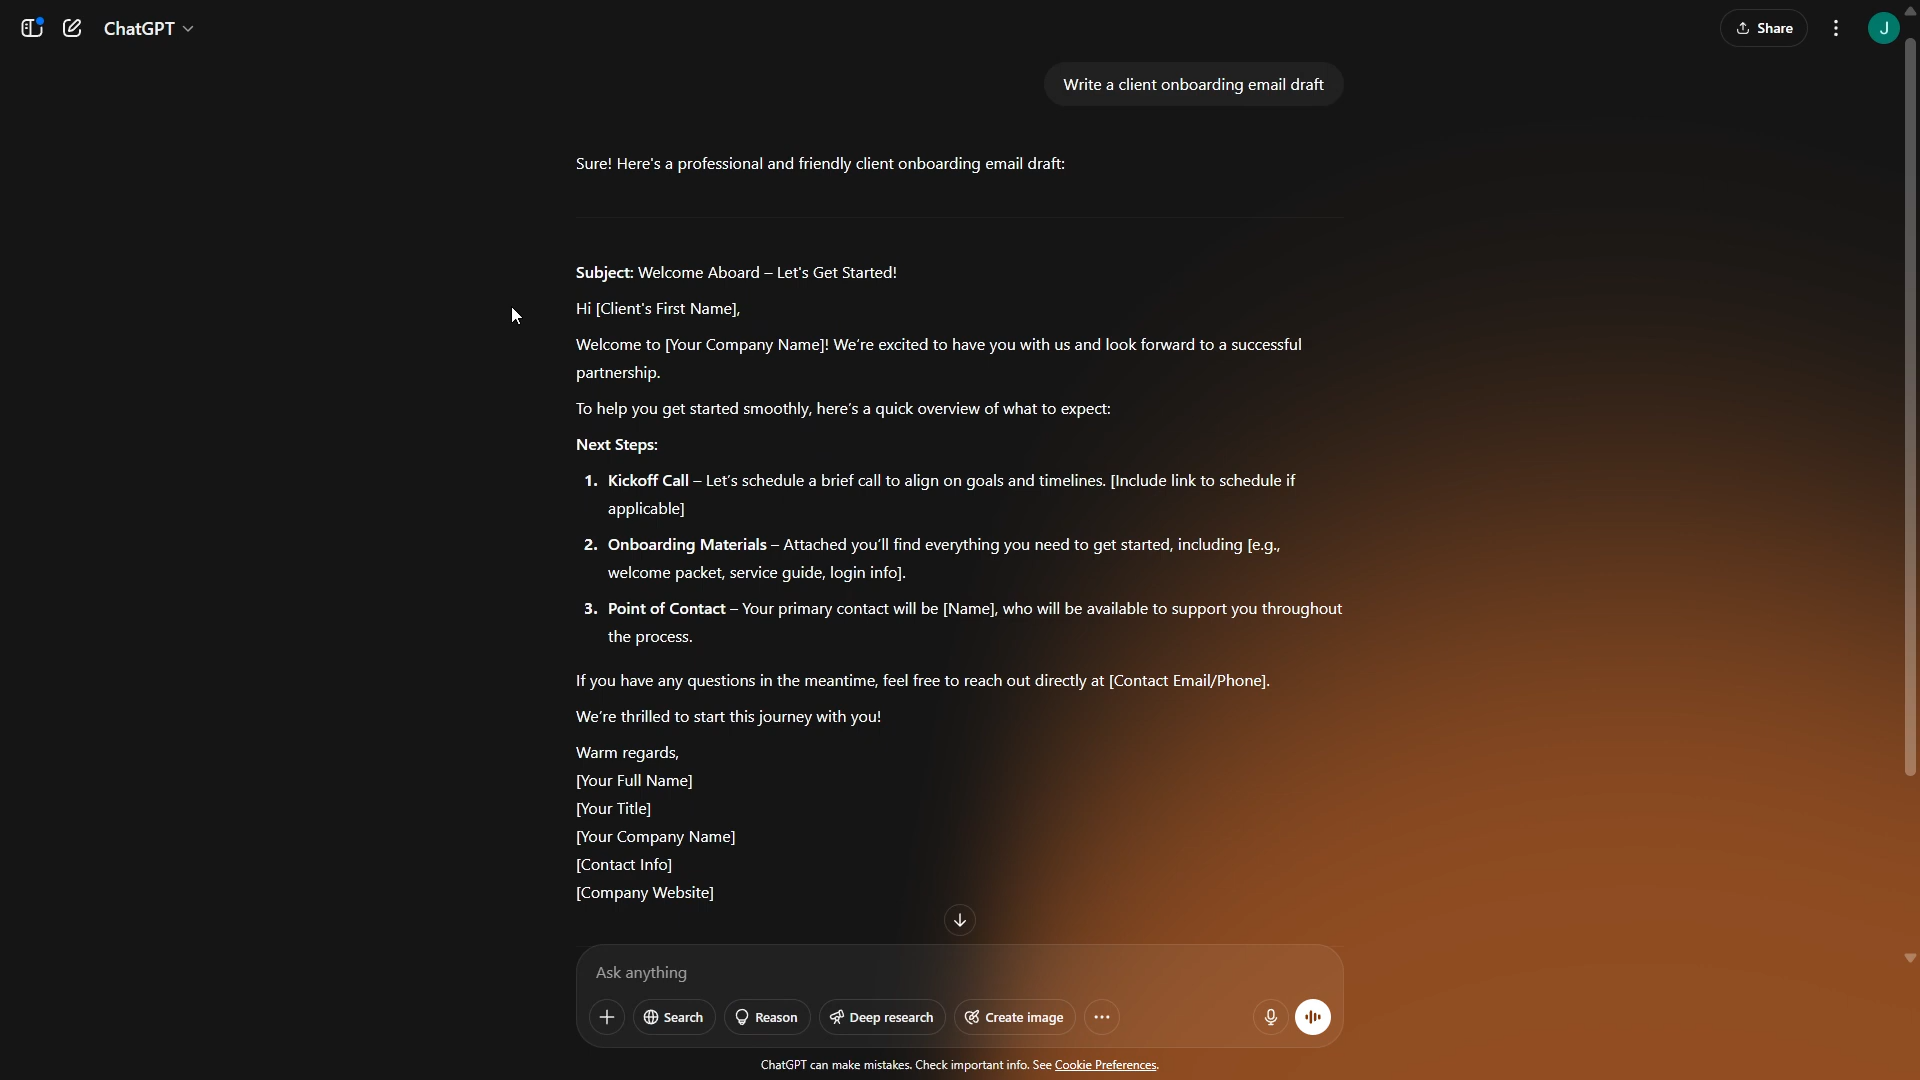 ChatGPT
Share
J
Write a client onboarding email draft
Sure! Here's a professional and friendly client onboarding email draft:
Subject: Welcome Aboard – Let's Get Started!
Hi [Client's First Name],
Welcome to [Your Company Name]! We’re excited to have you with us and look forward to a successful
partnership.
To help you get started smoothly, here’s a quick overview of what to expect:
Next Steps:
1. Kickoff Call – Let’s schedule a brief call to align on goals and timelines. [Include link to schedule if
applicable]
2. Onboarding Materials – Attached you’ll find everything you need to get started, including [e.g.,
welcome packet, service guide, login info].
3. Point of Contact – Your primary contact will be [Name], who will be available to support you throughout
the process.
If you have any questions in the meantime, feel free to reach out directly at [Contact Email/Phone].
We’re thrilled to start this journey with you!
Warm regards,
[Your Full Name]
[Your Title]
[Your Company Name]
[Contact Info]
[Company Website]
Ask anything
Search
Reason
Deep research
Create image
ChatGPT can make mistakes. Check important info. See Cookie Preferences.